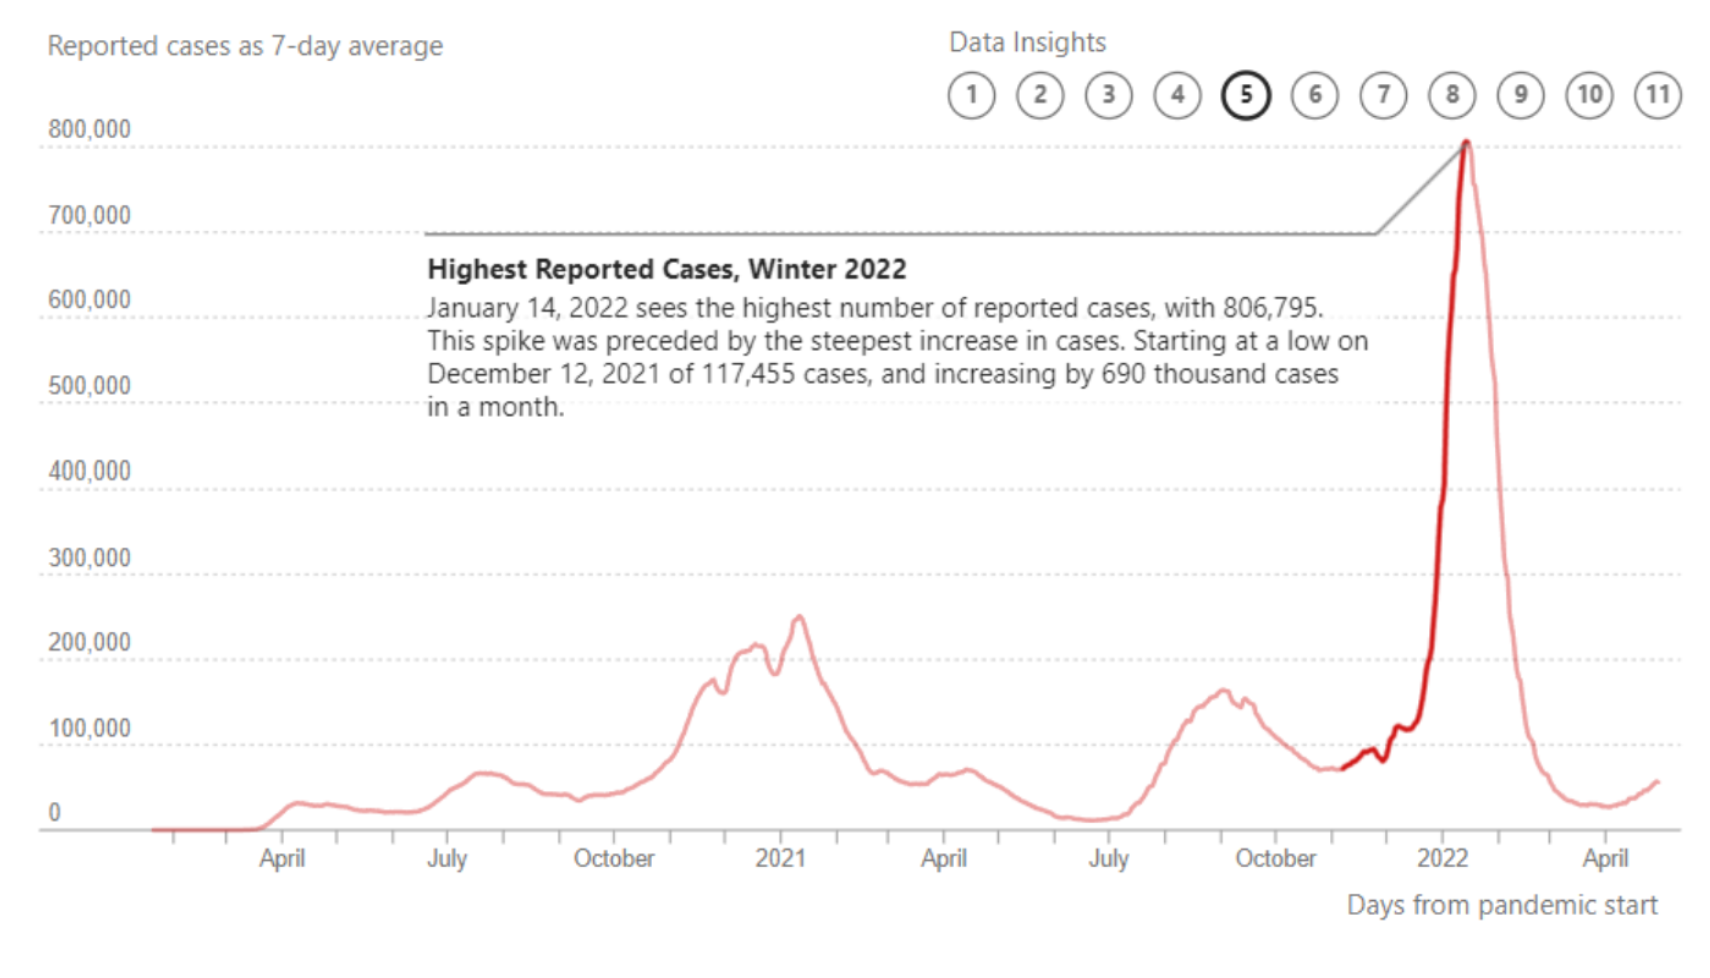 Reported cases as 7-day average
Data Insights
1 2 3 4 5 6 7 8 9 10 11
800,000
700,000
Highest Reported Cases, Winter 2022
600,000
January 14, 2022 sees the highest number of reported cases, with 806,795.
This spike was preceded by the steepest increase in cases. Starting at a low on
December 12, 2021 of 117,455 cases, and increasing by 690 thousand cases
in a month.
500,000
400,000
300,000
200,000
100,000
0
April July October 2021 April July October 2022 April
Days from pandemic start